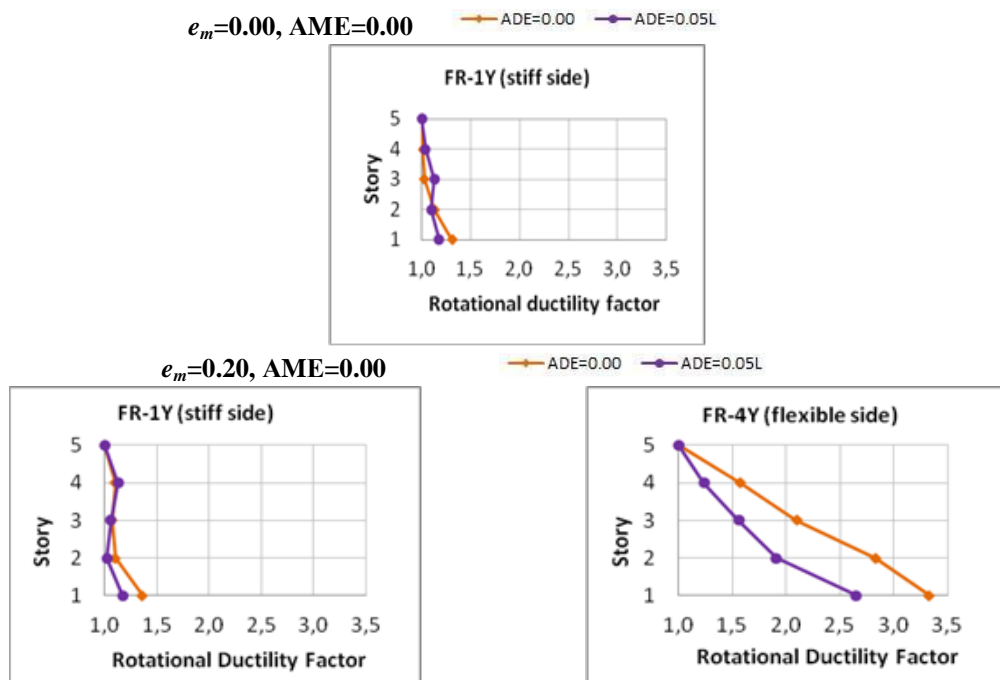 e_m=0.00, AME=0.00
ADE=0.00 ADE=0.05L
FR-1Y (stiff side)
Story
5
4
3
2
1
1,0 1,5 2,0 2,5 3,0 3,5
Rotational ductility factor
e_m=0.20, AME=0.00
ADE=0.00 ADE=0.05L
FR-1Y (stiff side)
Story
5
4
3
2
1
1,0 1,5 2,0 2,5 3,0 3,5
Rotational Ductility Factor
FR-4Y (flexible side)
Story
5
4
3
2
1
1,0 1,5 2,0 2,5 3,0 3,5
Rotational Ductility Factor